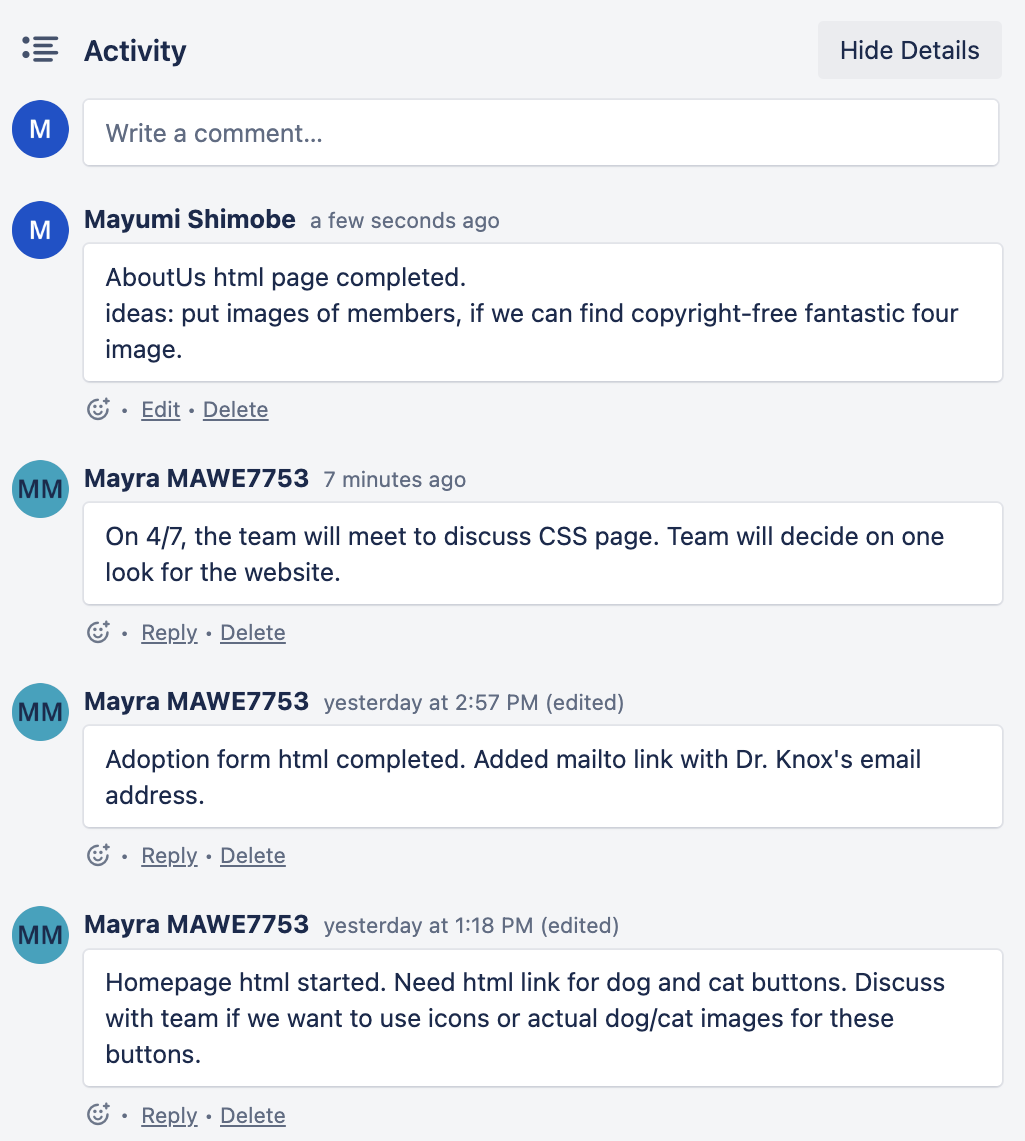 Activity
Hide Details
M
Write a comment...
M
Mayumi Shimobe a few seconds ago
AboutUs html page completed.
ideas: put images of members, if we can find copyright-free fantastic four
image.
• Edit • Delete
MM
Mayra MAWE7753 7 minutes ago
On 4/7, the team will meet to discuss CSS page. Team will decide on one
look for the website.
• Reply • Delete
MM
Mayra MAWE7753 yesterday at 2:57 PM (edited)
Adoption form html completed. Added mailto link with Dr. Knox's email
address.
• Reply • Delete
MM
Mayra MAWE7753 yesterday at 1:18 PM (edited)
Homepage html started. Need html link for dog and cat buttons. Discuss
with team if we want to use icons or actual dog/cat images for these
buttons.
• Reply • Delete